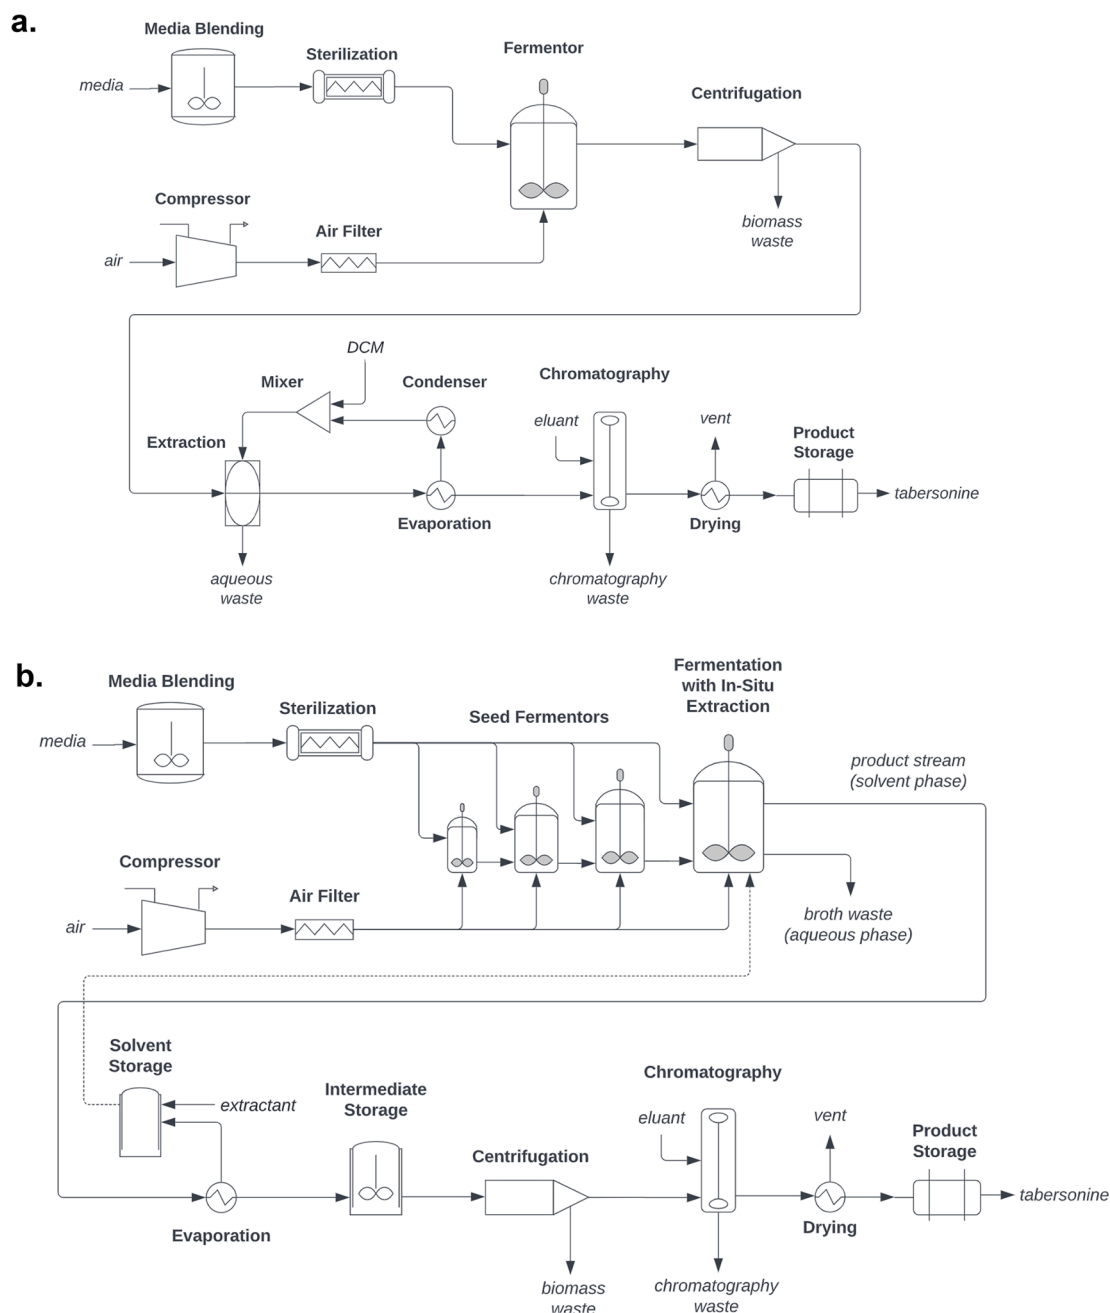 a.
Media Blending
Sterilization
Fermentor
media
Centrifugation
Compressor
Air Filter
air
biomass
waste
DCM
Mixer
Condenser
Chromatography
eluant
vent
Product
Storage
Extraction
tabersonine
Evaporation
Drying
aqueous
waste
chromatography
waste
b.
Media Blending
Sterilization
Seed Fermentors
Fermentation
with In-Situ
Extraction
media
product stream
(solvent phase)
Compressor
Air Filter
air
broth waste
(aqueous phase)
Solvent
Storage
extractant
Intermediate
Storage
Centrifugation
Chromatography
eluant
vent
Product
Storage
tabersonine
Evaporation
Drying
biomass
waste
chromatography
waste